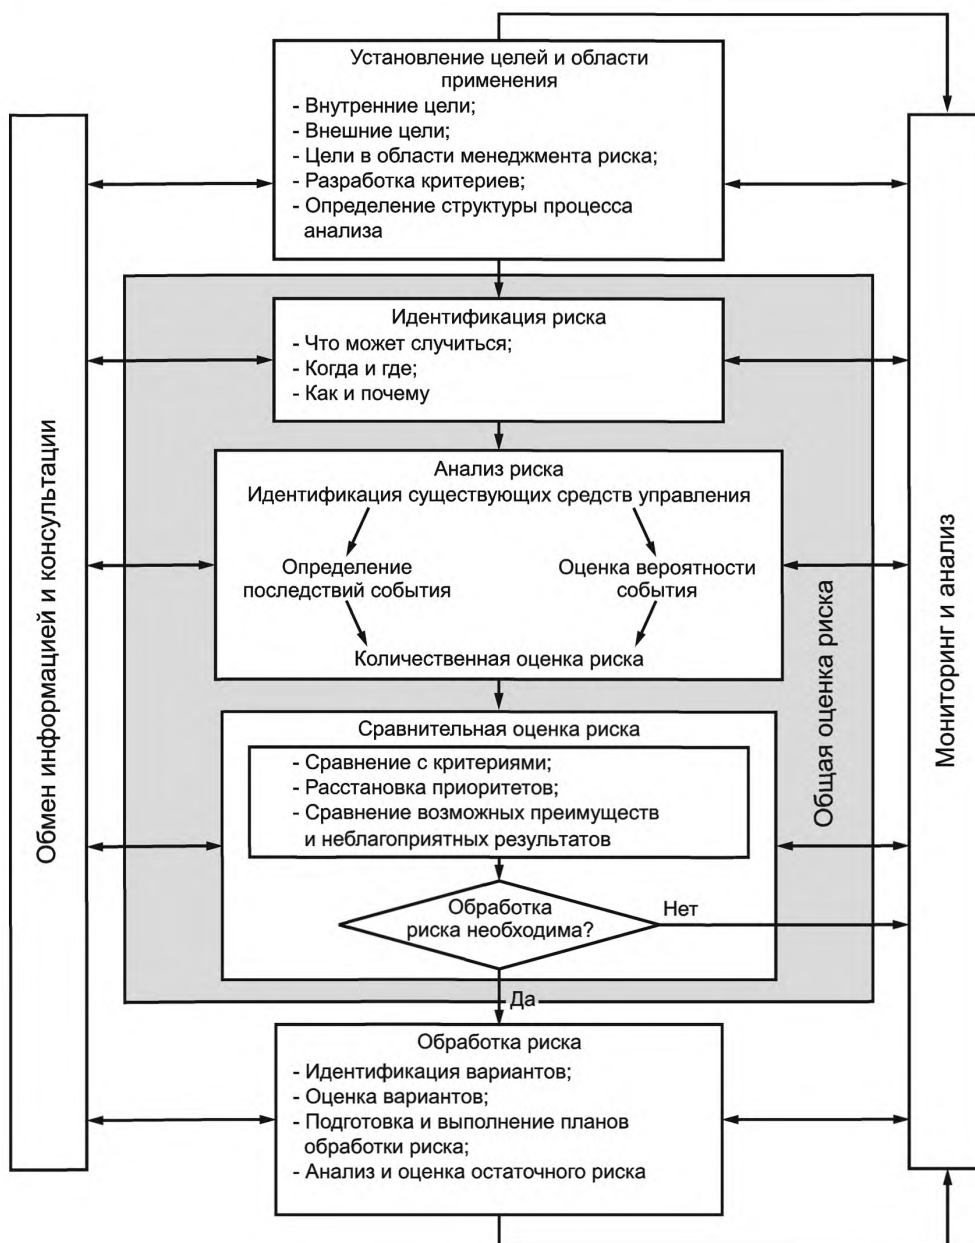 Установление целей и области
применения
- Внутренние цели;
- Внешние цели;
- Цели в области менеджмента риска;
- Разработка критериев;
- Определение структуры процесса
анализа
Обмен информацией и консультации
Идентификация риска
- Что может случиться;
- Когда и где;
- Как и почему
Анализ риска
Идентификация существующих средств управления
Определение
последствий события
Оценка вероятности
события
Количественная оценка риска
Сравнительная оценка риска
- Сравнение с критериями;
- Расстановка приоритетов;
- Сравнение возможных преимуществ
и неблагоприятных результатов
Обработка
риска необходима?
Нет
Да
Общая оценка риска
Мониторинг и анализ
Обработка риска
- Идентификация вариантов;
- Оценка вариантов;
- Подготовка и выполнение планов
обработки риска;
- Анализ и оценка остаточного риска